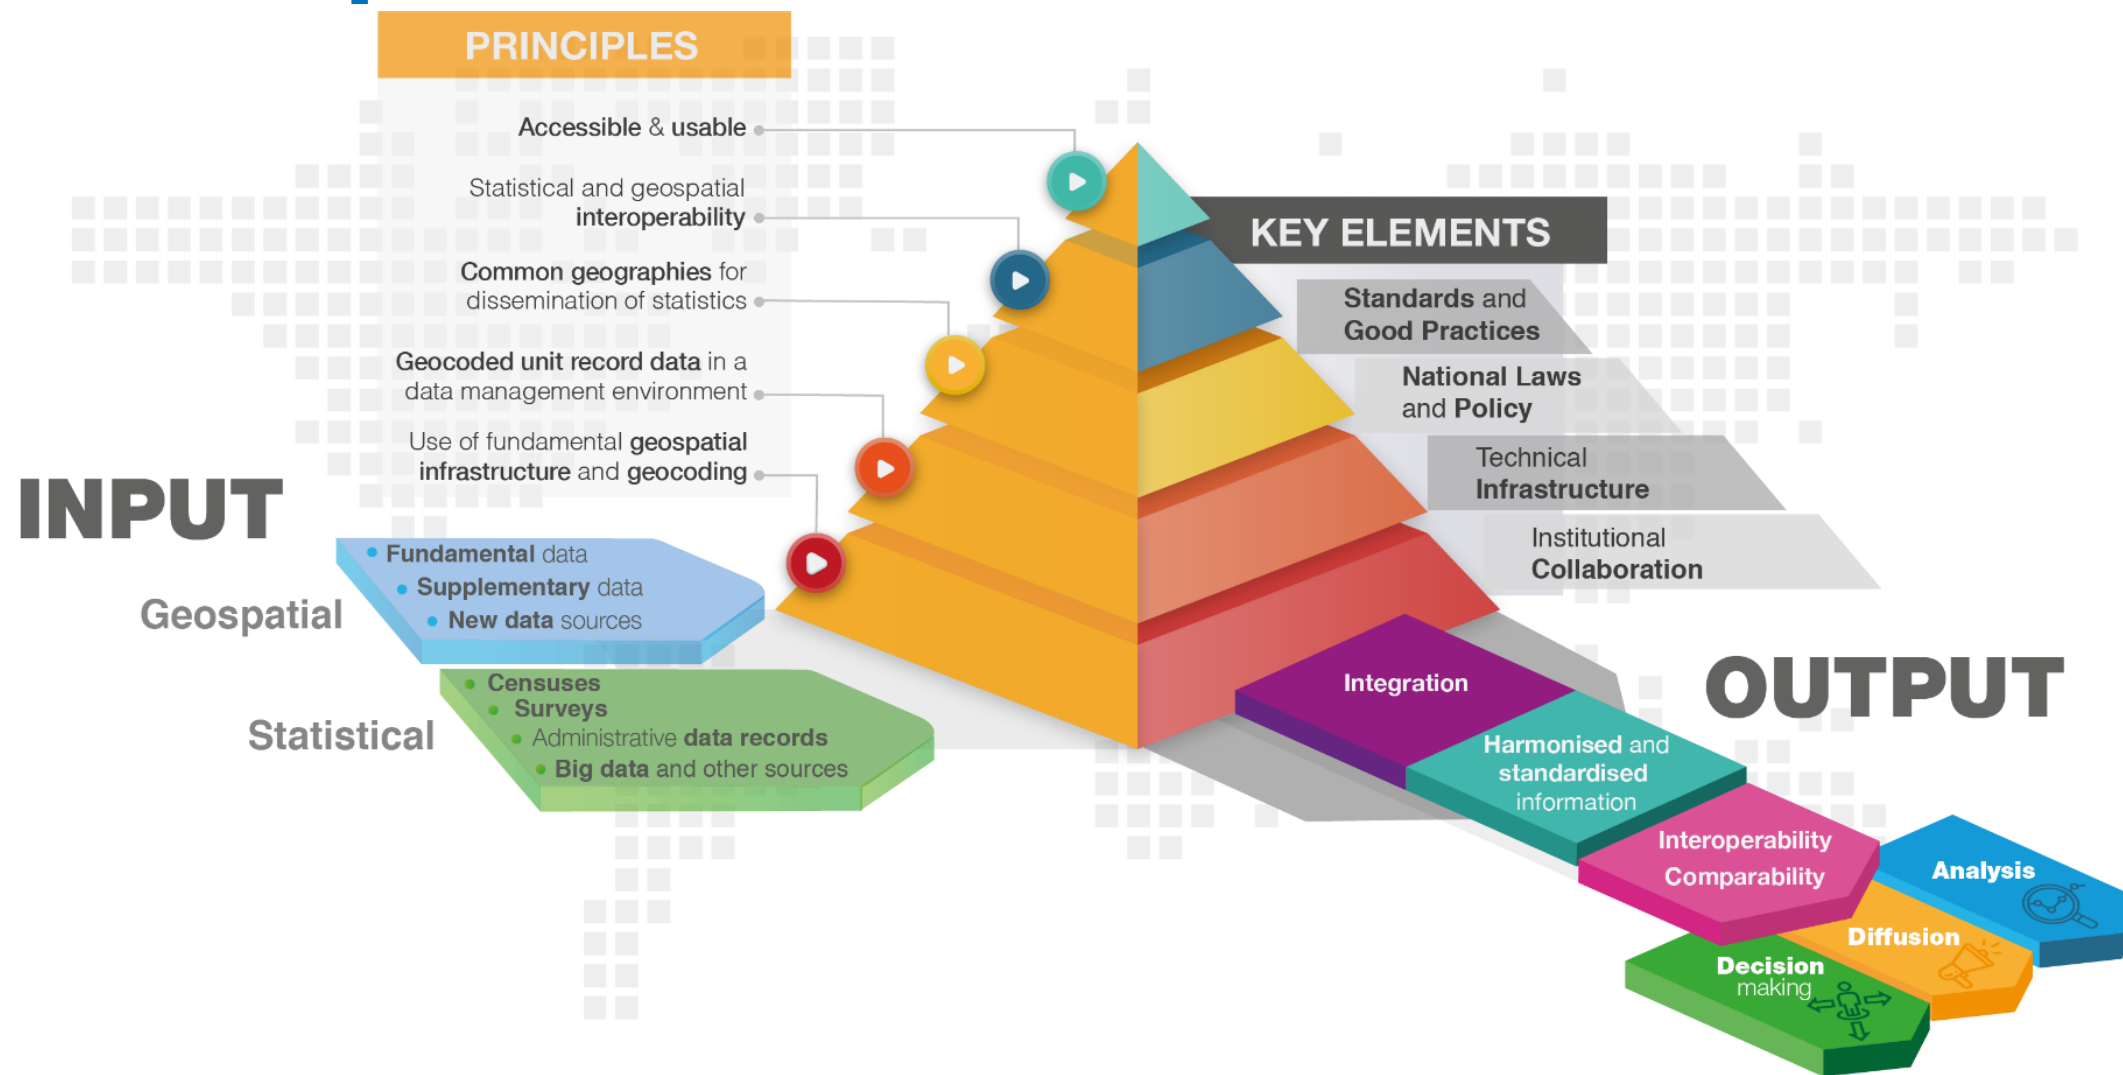 PRINCIPLES
Accessible & usable
Statistical and geospatial
interoperability
Common geographies for
dissemination of statistics
Geocoded unit record data in a
data management environment
Use of fundamental geospatial
infrastructure and geocoding
KEY ELEMENTS
Standards and
Good Practices
National Laws
and Policy
Technical
Infrastructure
Institutional
Collaboration
INPUT
Geospatial
Fundamental data
Supplementary data
New data sources
Statistical
Censuses
Surveys
Administrative data records
Big data and other sources
OUTPUT
Integration
Harmonised and
standardised
information
Interoperability
Comparability
Analysis
Diffusion
Decision
making